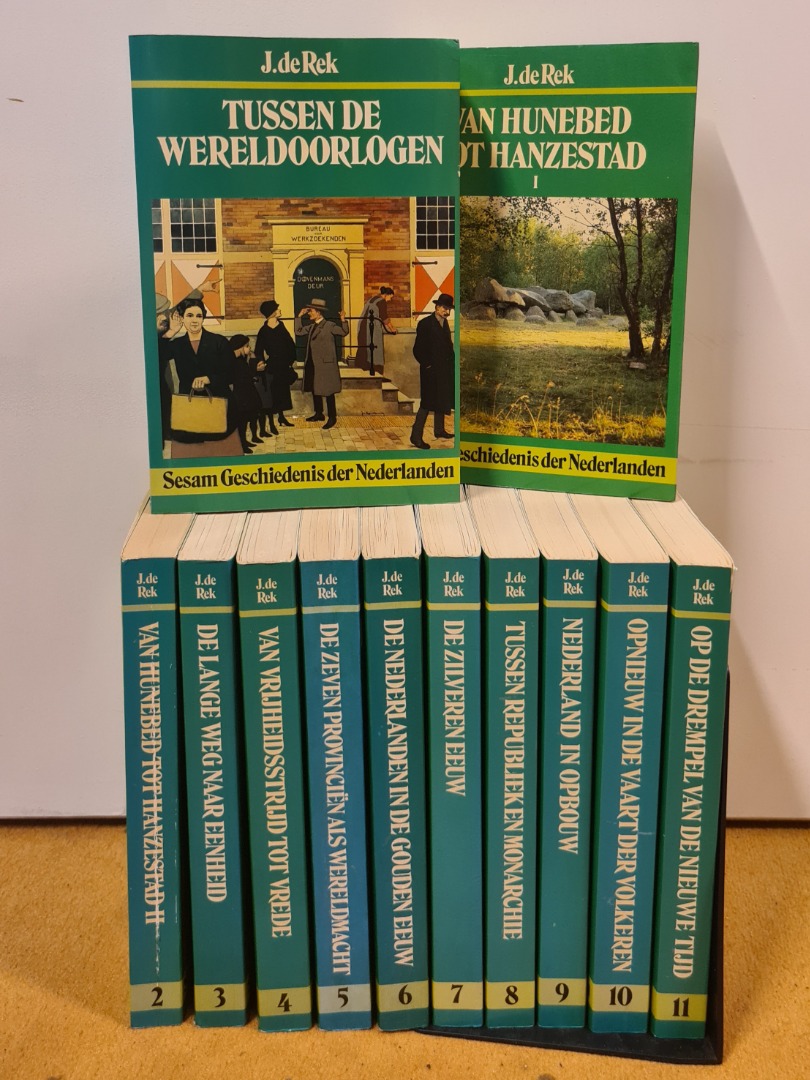 J. de Rek
TUSSEN DE
WERELDOORLOGEN
BUREAU
WERKZOEKENDEN
DOVENMANS
DEUR
Sesam Geschiedenis der Nederlanden
J. de Rek
VAN HUNEBED
TOT HANZESTAD
I
Geschiedenis der Nederlanden
J. de
Rek
VAN HUNEBED TOT HANZESTAD II
2
J. de
Rek
DE LANGE WEG NAAR EENHEID
3
J. de
Rek
VAN VRIJHEIDSSTRIJD TOT VREDE
4
J. de
Rek
DE ZEVEN PROVINCIËN ALS WERELDMACHT
5
J. de
Rek
DE NEDERLANDEN IN DE GOUDEN EEUW
6
J. de
Rek
DE ZILVEREN EEUW
7
J. de
Rek
TUSSEN REPUBLIEK EN MONARCHIE
8
J. de
Rek
NEDERLAND IN OPBOUW
9
J. de
Rek
OPNIEUW IN DE VAART DER VOLKEREN
10
J. de
Rek
OP DE DREMPEL VAN DE NIEUWE TIJD
11